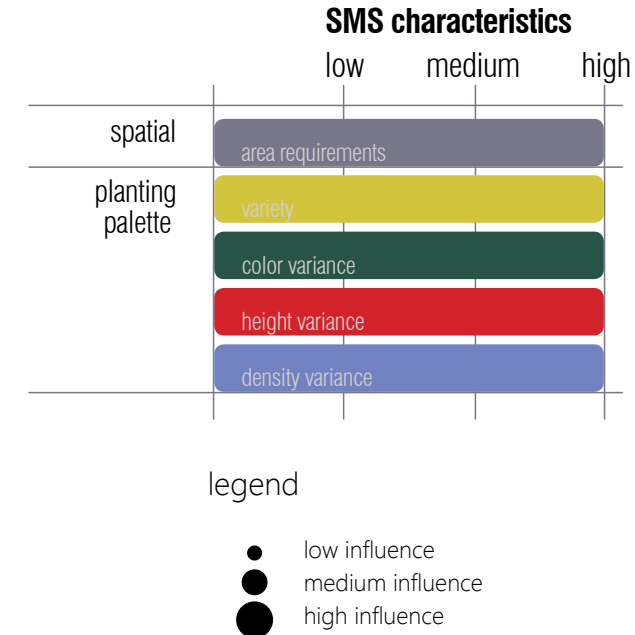 SMS characteristics
low medium high
spatial
area requirements
planting
palette
variety
color variance
height variance
density variance
legend
low influence
medium influence
high influence